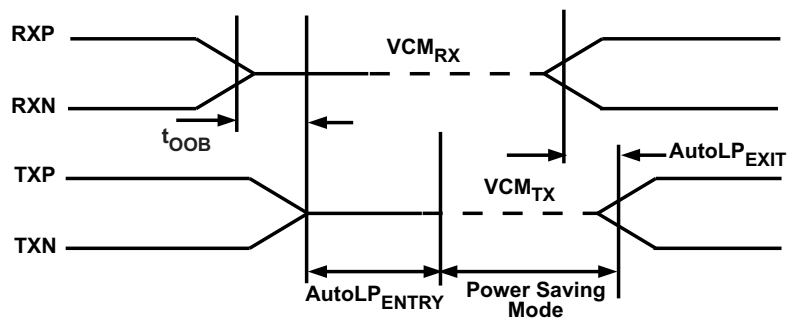 RXP
VCM_RX
RXN
t_OOB
AutoLP_EXIT
TXP
VCM_TX
TXN
AutoLP_ENTRY
Power Saving
Mode